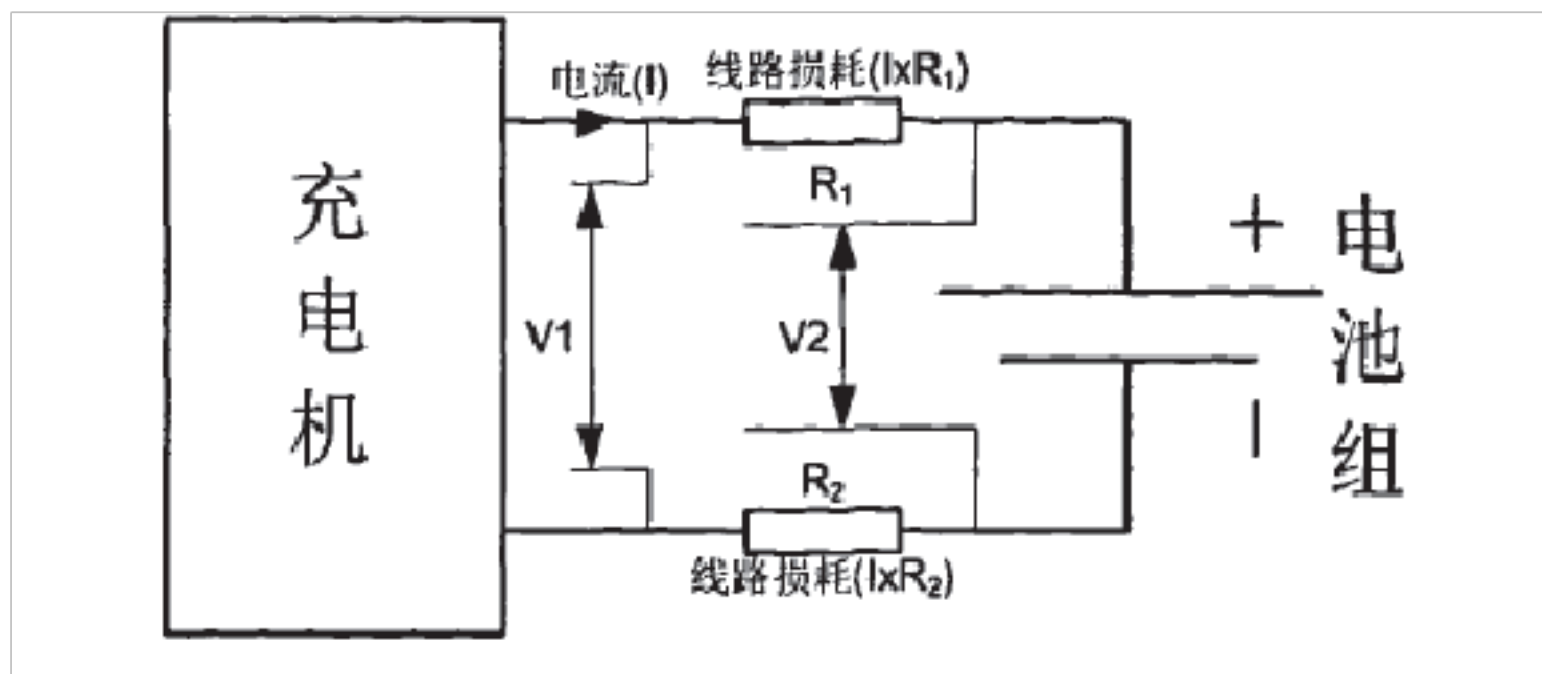 电流(I)
线路损耗(IxR₁)
充电机
R₁
V1
V2
+
电池组
−
R₂
线路损耗(IxR₂)